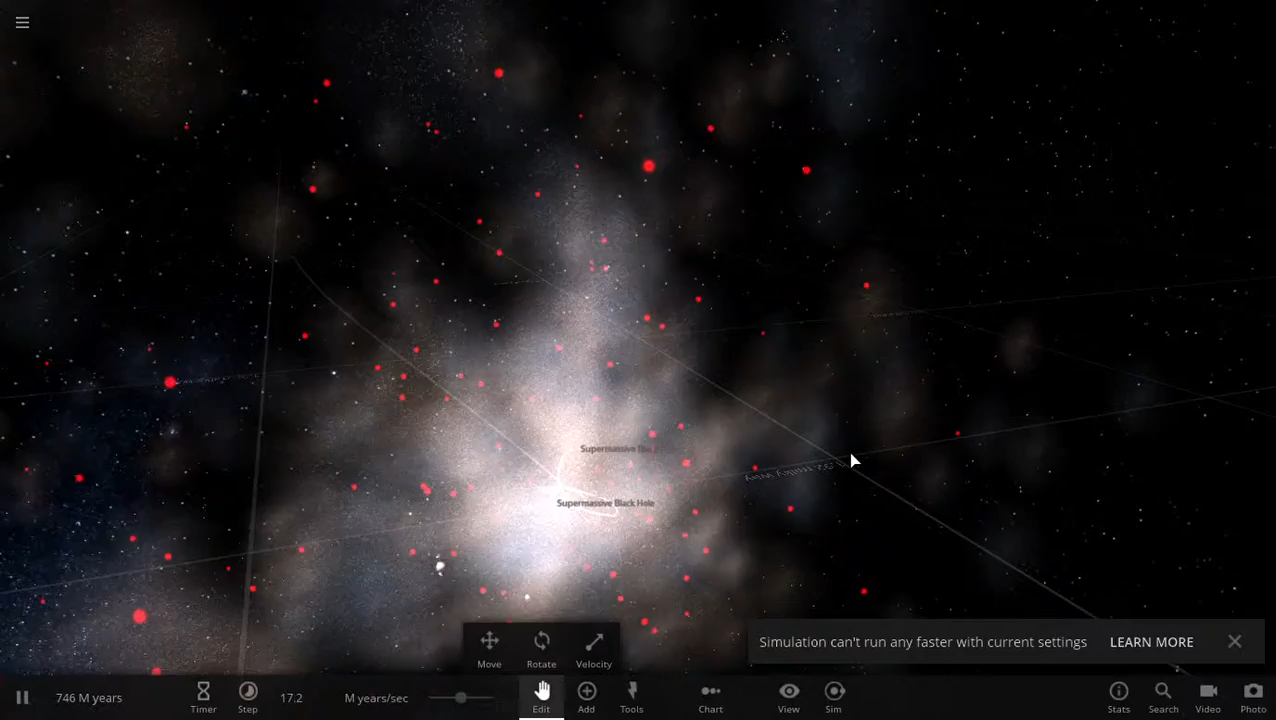 Supermassive
Supermassive Black Hole
Move
Rotate
Velocity
Simulation can't run any faster with current settings
LEARN MORE
746 M years
Timer
Step
17.2
M years/sec
Edit
Add
Tools
Chart
View
Sim
Stats
Search
Video
Photo